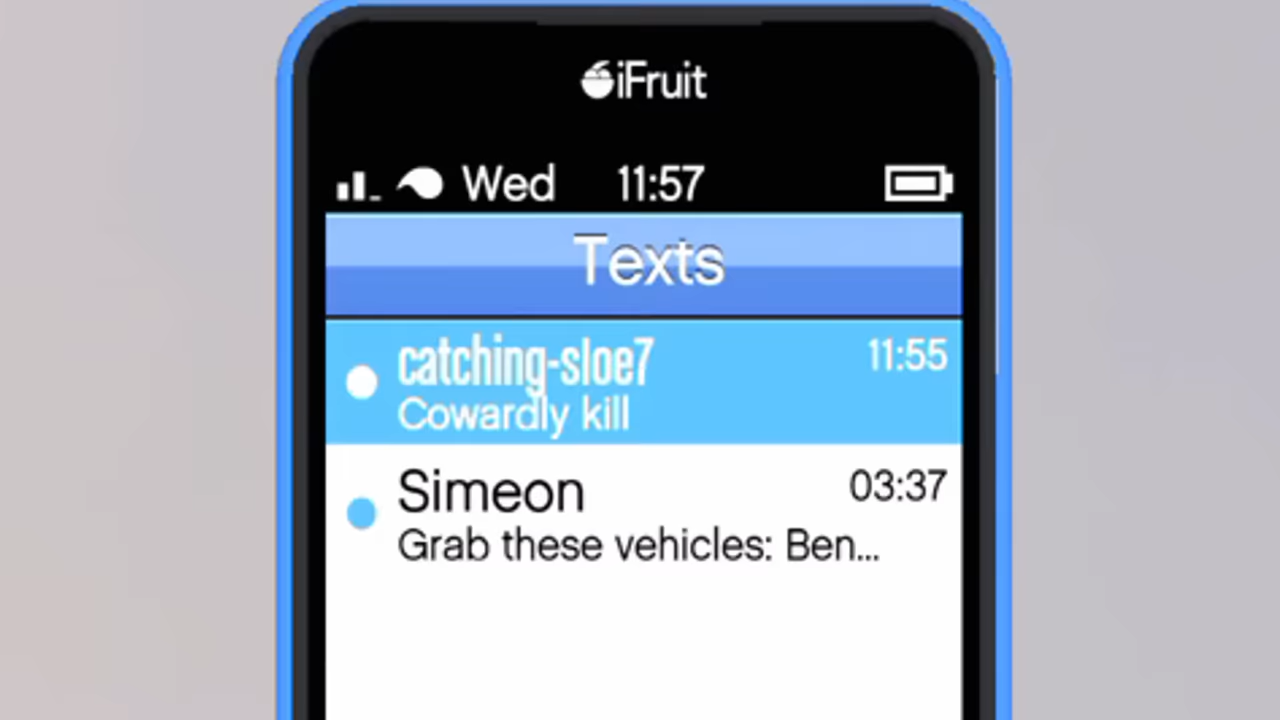 iFruit
Wed 11:57
Texts
catching-sloe7 11:55
Cowardly kill
Simeon 03:37
Grab these vehicles: Ben...